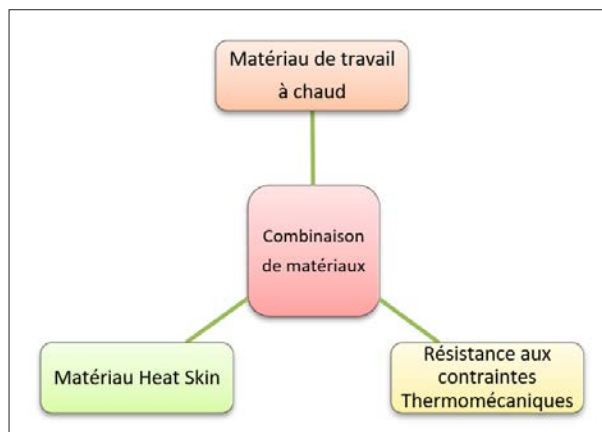 Matériau de travail
à chaud
Combinaison
de matériaux
Matériau Heat Skin
Résistance aux
contraintes
Thermomécaniques